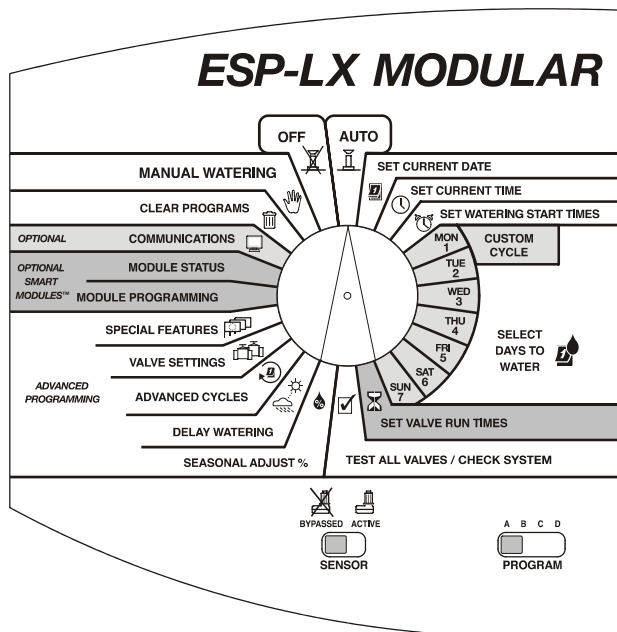 ESP-LX MODULAR
OFF
AUTO
MANUAL WATERING
CLEAR PROGRAMS
OPTIONAL
COMMUNICATIONS
OPTIONAL
SMART
MODULES™
MODULE STATUS
MODULE PROGRAMMING
SPECIAL FEATURES
VALVE SETTINGS
ADVANCED
PROGRAMMING
ADVANCED CYCLES
DELAY WATERING
SEASONAL ADJUST %
SET CURRENT DATE
SET CURRENT TIME
SET WATERING START TIMES
MON
1
TUE
2
WED
3
THU
4
FRI
5
SAT
6
SUN
7
CUSTOM
CYCLE
SELECT
DAYS TO
WATER
SET VALVE RUN TIMES
TEST ALL VALVES / CHECK SYSTEM
BYPASSED ACTIVE
SENSOR
A B C D
PROGRAM